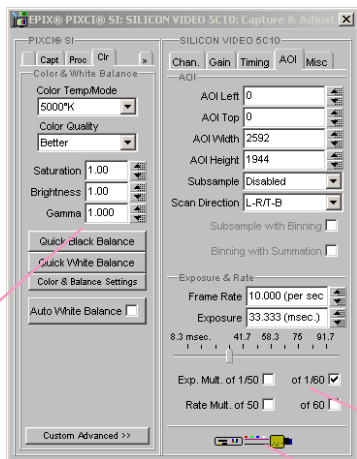 EPIX® PIXCI® SI: SILICON VIDEO 5C10: Capture & Adjust
PIXCI® SI
Capt Proc Clr »
Color & White Balance
Color Temp/Mode
5000°K
Color Quality
Better
Saturation 1.00
Brightness 1.00
Gamma 1.000
Quick Black Balance
Quick White Balance
Color & Balance Settings
Auto White Balance
Custom Advanced >>
SILICON VIDEO 5C10
Chan. Gain Timing AOI Misc
AOI
AOI Left 0
AOI Top 0
AOI Width 2592
AOI Height 1944
Subsample Disabled
Scan Direction L-R/T-B
Subsample with Binning
Binning with Summation
Exposure & Rate
Frame Rate 10.000 (per sec
Exposure 33.333 (msec.)
8.3 msec. 41.7 58.3 75 91.7
Exp. Mult. of 1/50 of 1/60
Rate Mult. of 50 of 60